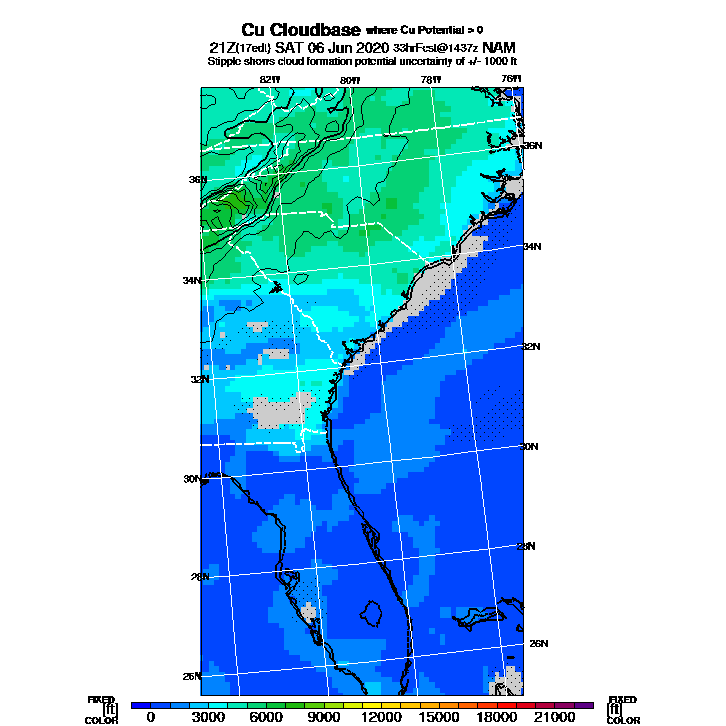 Cu Cloudbase where Cu Potential > 0
21Z(17edt) SAT 06 Jun 2020 33hrFcst@1437z NAM
Stipple shows cloud formation potential uncertainty of +/- 1000 ft
82W 80W 78W 76W
36N
36N
34N
34N
32N
32N
30N
30N
28N
28N
26N
26N
FIXED FIXED
[ft] [ft]
COLOR COLOR
0 3000 6000 9000 12000 15000 18000 21000